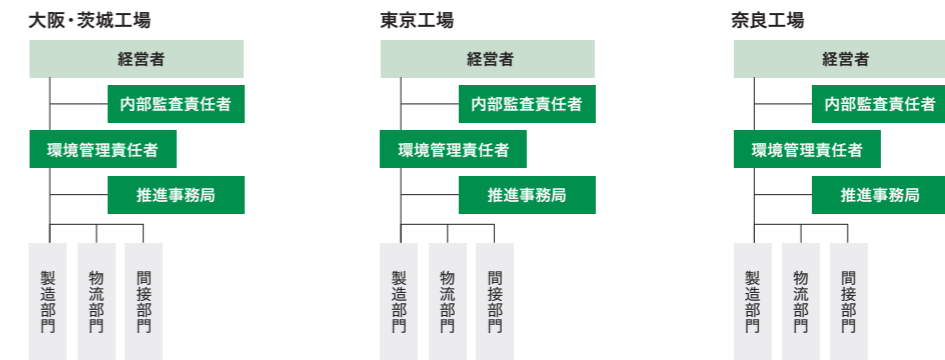 大阪・茨城工場
経営者
内部監査責任者
環境管理責任者
推進事務局
製造部門
物流部門
間接部門
東京工場
経営者
内部監査責任者
環境管理責任者
推進事務局
製造部門
物流部門
間接部門
奈良工場
経営者
内部監査責任者
環境管理責任者
推進事務局
製造部門
物流部門
間接部門